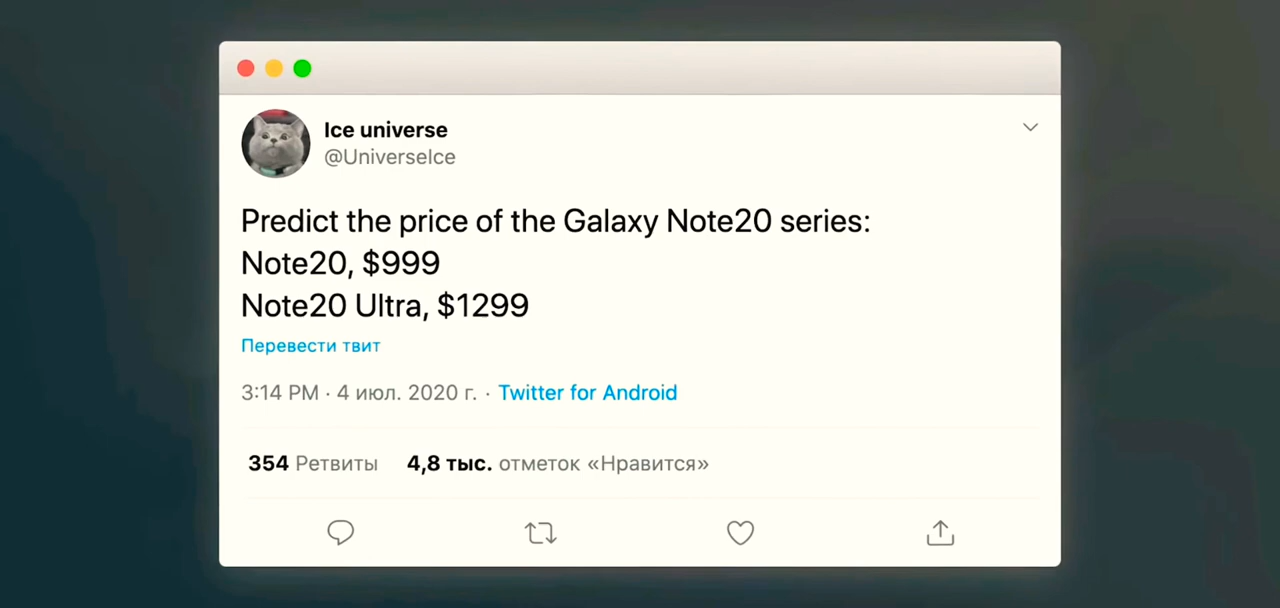 Ice universe
@UniverseIce
Predict the price of the Galaxy Note20 series:
Note20, $999
Note20 Ultra, $1299
Перевести твит
3:14 PM · 4 июл. 2020 г. · Twitter for Android
354 Ретвиты 4,8 тыс. отметок «Нравится»